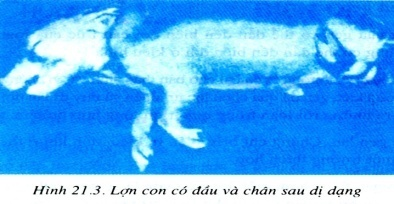 Hình 21.3. Lợn con có đầu và chân sau dị dạng